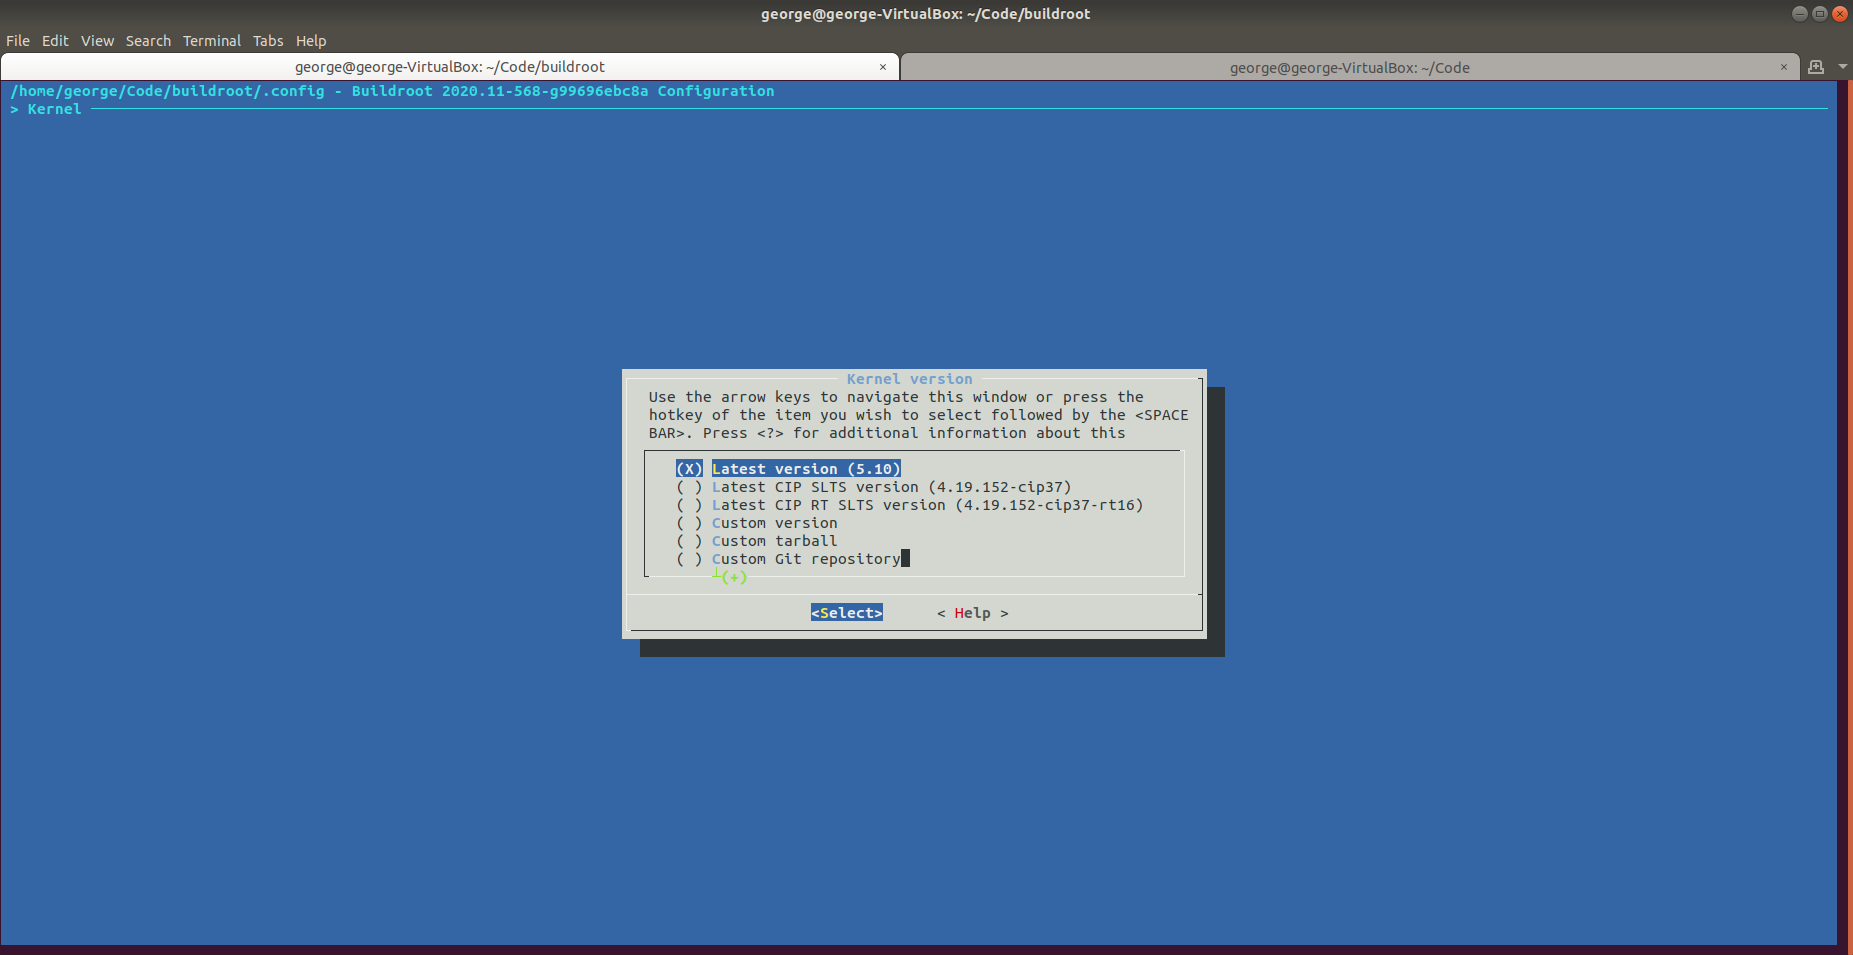 george@george-VirtualBox: ~/Code/buildroot
File Edit View Search Terminal Tabs Help
george@george-VirtualBox: ~/Code/buildroot × george@george-VirtualBox: ~/Code ×
/home/george/Code/buildroot/.config - Buildroot 2020.11-568-g99696ebc8a Configuration
> Kernel
Kernel version
Use the arrow keys to navigate this window or press the
hotkey of the item you wish to select followed by the <SPACE
BAR>. Press <?> for additional information about this
(X) Latest version (5.10)
( ) Latest CIP SLTS version (4.19.152-cip37)
( ) Latest CIP RT SLTS version (4.19.152-cip37-rt16)
( ) Custom version
( ) Custom tarball
( ) Custom Git repository
┴(+)
<Select> < Help >